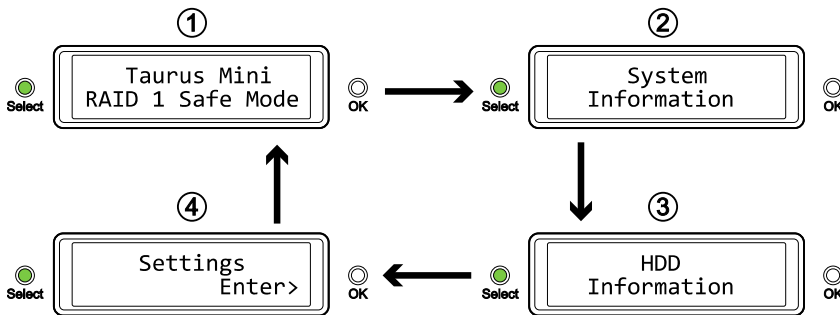 ①
Taurus Mini
RAID 1 Safe Mode
Select
OK
②
System
Information
Select
OK
③
HDD
Information
Select
OK
④
Settings
Enter>
Select
OK